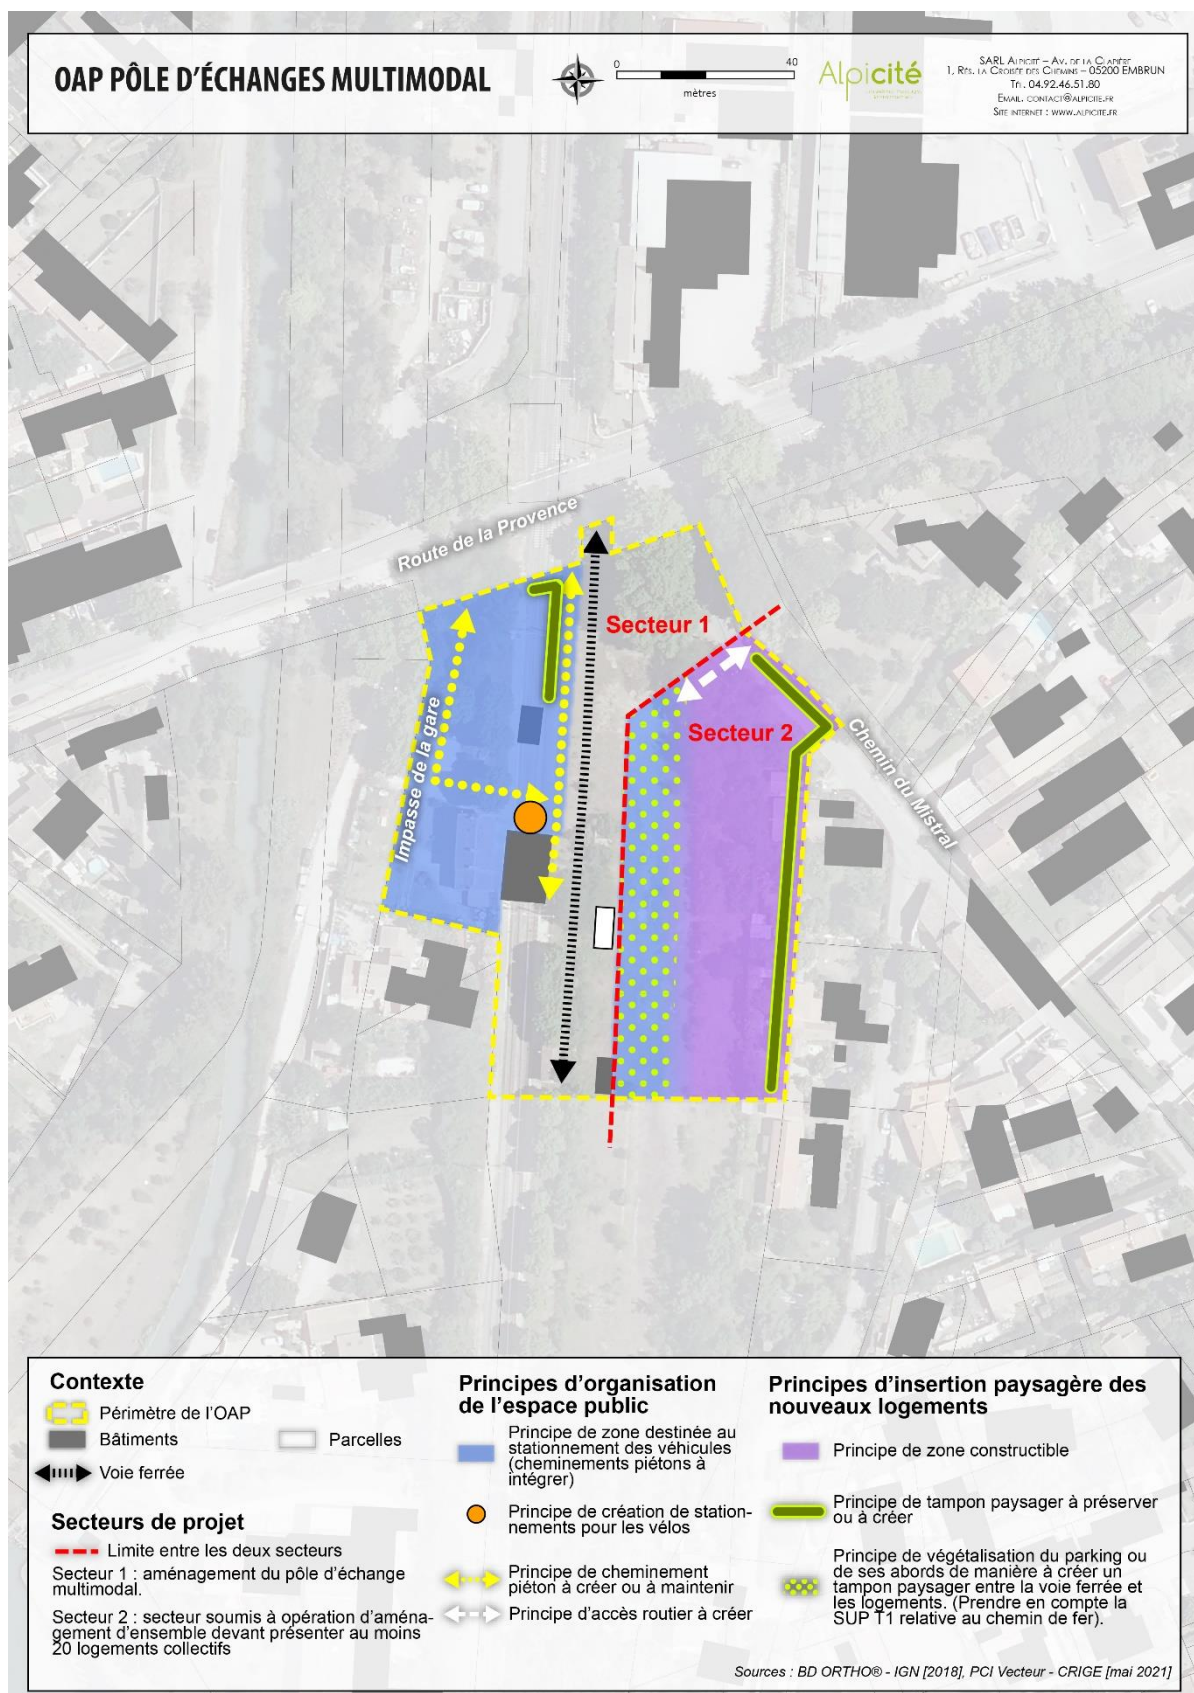 OAP PÔLE D'ÉCHANGES MULTIMODAL
0 40
mètres
Alpicité
SARL Alpicité – Av. de la Clapière
1, Rés. la Croisée des Chemins – 05200 EMBRUN
Tél. 04.92.46.51.80
Email. contact@alpicite.fr
Site internet : www.alpicite.fr
Route de la Provence
Secteur 1
Secteur 2
Impasse de la gare
Chemin du Mistral
Contexte
Périmètre de l'OAP
Bâtiments
Parcelles
Voie ferrée
Secteurs de projet
Limite entre les deux secteurs
Secteur 1 : aménagement du pôle d'échange
multimodal.
Secteur 2 : secteur soumis à opération d'aména-
gement d'ensemble devant présenter au moins
20 logements collectifs
Principes d'organisation
de l'espace public
Principe de zone destinée au
stationnement des véhicules
(cheminements piétons à
intégrer)
Principe de création de station-
nements pour les vélos
Principe de cheminement
piéton à créer ou à maintenir
Principe d'accès routier à créer
Principes d'insertion paysagère des
nouveaux logements
Principe de zone constructible
Principe de tampon paysager à préserver
ou à créer
Principe de végétalisation du parking ou
de ses abords de manière à créer un
tampon paysager entre la voie ferrée et
les logements. (Prendre en compte la
SUP T1 relative au chemin de fer).
Sources : BD ORTHO® - IGN [2018], PCI Vecteur - CRIGE [mai 2021]